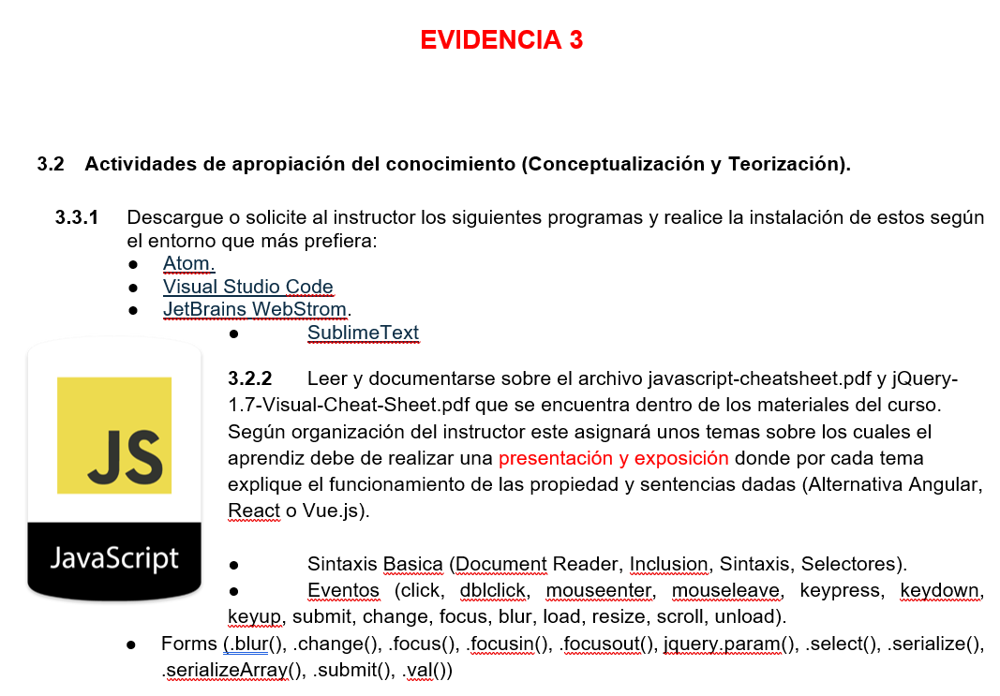 EVIDENCIA 3
3.2 Actividades de apropiación del conocimiento (Conceptualización y Teorización).
3.3.1 Descargue o solicite al instructor los siguientes programas y realice la instalación de estos según
el entorno que más prefiera:
● Atom.
● Visual Studio Code
● JetBrains WebStrom.
● SublimeText
JS
JavaScript
3.2.2 Leer y documentarse sobre el archivo javascript-cheatsheet.pdf y jQuery-
1.7-Visual-Cheat-Sheet.pdf que se encuentra dentro de los materiales del curso.
Según organización del instructor este asignará unos temas sobre los cuales el
aprendiz debe de realizar una presentación y exposición donde por cada tema
explique el funcionamiento de las propiedad y sentencias dadas (Alternativa Angular,
React o Vue.js).
● Sintaxis Basica (Document Reader, Inclusion, Sintaxis, Selectores).
● Eventos (click, dblclick, mouseenter, mouseleave, keypress, keydown,
keyup, submit, change, focus, blur, load, resize, scroll, unload).
● Forms (.blur(), .change(), .focus(), .focusin(), .focusout(), jquery.param(), .select(), .serialize(),
.serializeArray(), .submit(), .val())